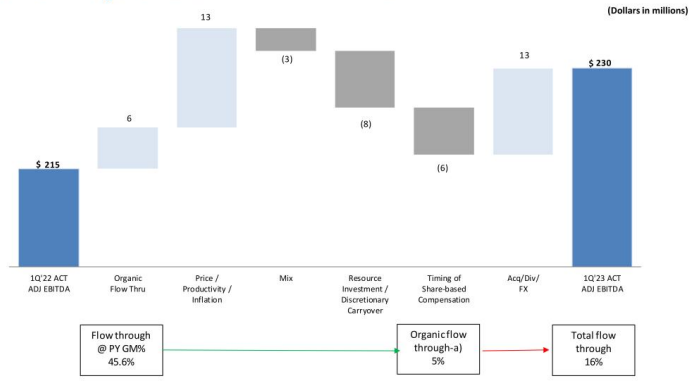 (Dollars in millions)
13
(3)
13
$ 230
6
(8)
$ 215
(6)
1Q'22 ACT
ADJ EBITDA
Organic
Flow Thru
Price /
Productivity /
Inflation
Mix
Resource
Investment /
Discretionary
Carryover
Timing of
Share-based
Compensation
Acq/Div/
FX
1Q'23 ACT
ADJ EBITDA
Flow through
@ PY GM%
45.6%
Organic flow
through-a)
5%
Total flow
through
16%